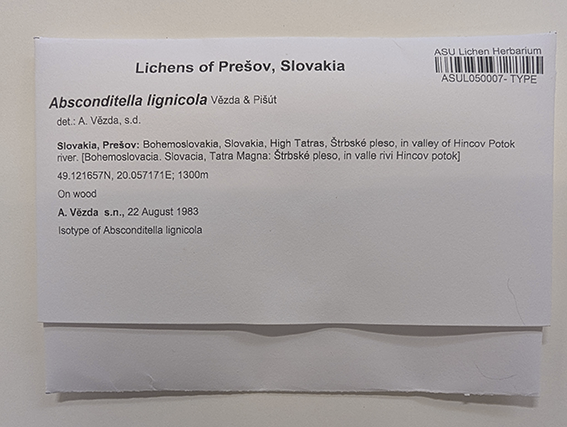 ASU Lichen Herbarium
ASUL050007- TYPE
Lichens of Prešov, Slovakia
Absconditella lignicola Vězda & Pišút
det.: A. Vězda, s.d.
Slovakia, Prešov: Bohemoslovakia, Slovakia, High Tatras, Štrbské pleso, in valley of Hincov Potok
river. [Bohemoslovacia. Slovacia, Tatra Magna: Štrbské pleso, in valle rivi Hincov potok]
49.121657N, 20.057171E; 1300m
On wood
A. Vězda s.n., 22 August 1983
Isotype of Absconditella lignicola